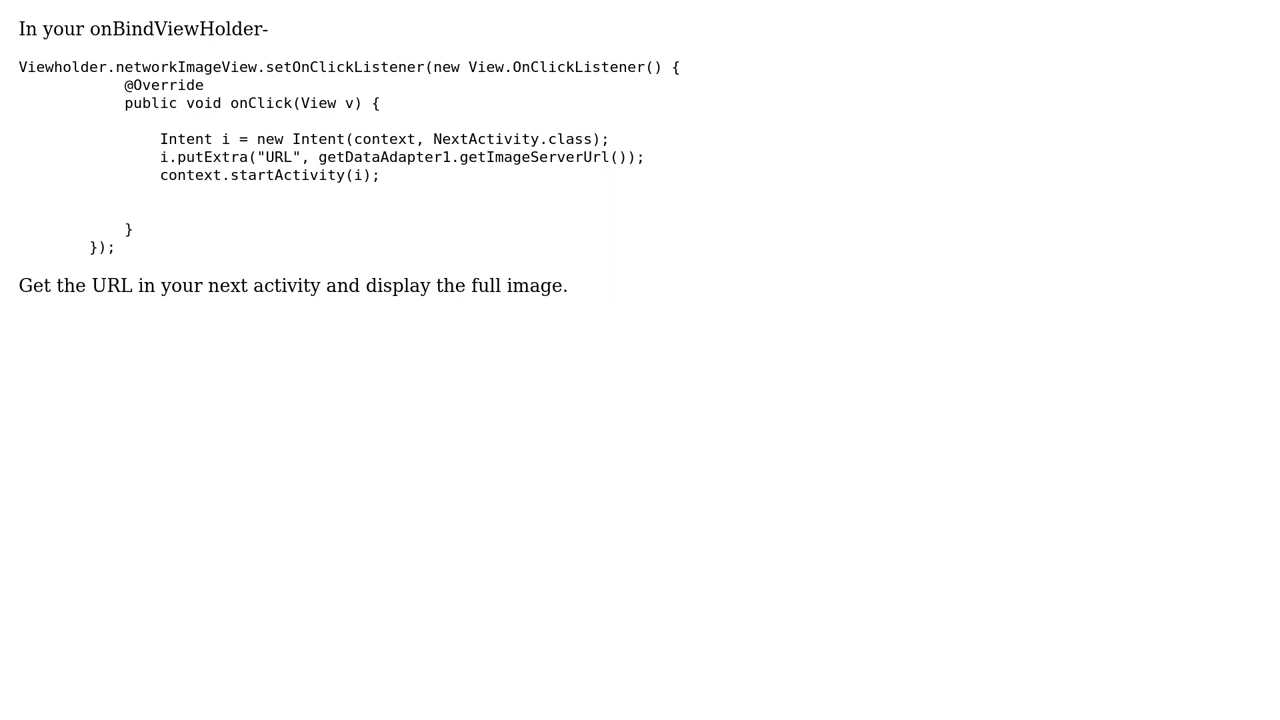 In your onBindViewHolder-
Viewholder.networkImageView.setOnClickListener(new View.OnClickListener() {
            @Override
            public void onClick(View v) {
                Intent i = new Intent(context, NextActivity.class);
                i.putExtra("URL", getDataAdapter1.getImageServerUrl());
                context.startActivity(i);
            }
        });
Get the URL in your next activity and display the full image.